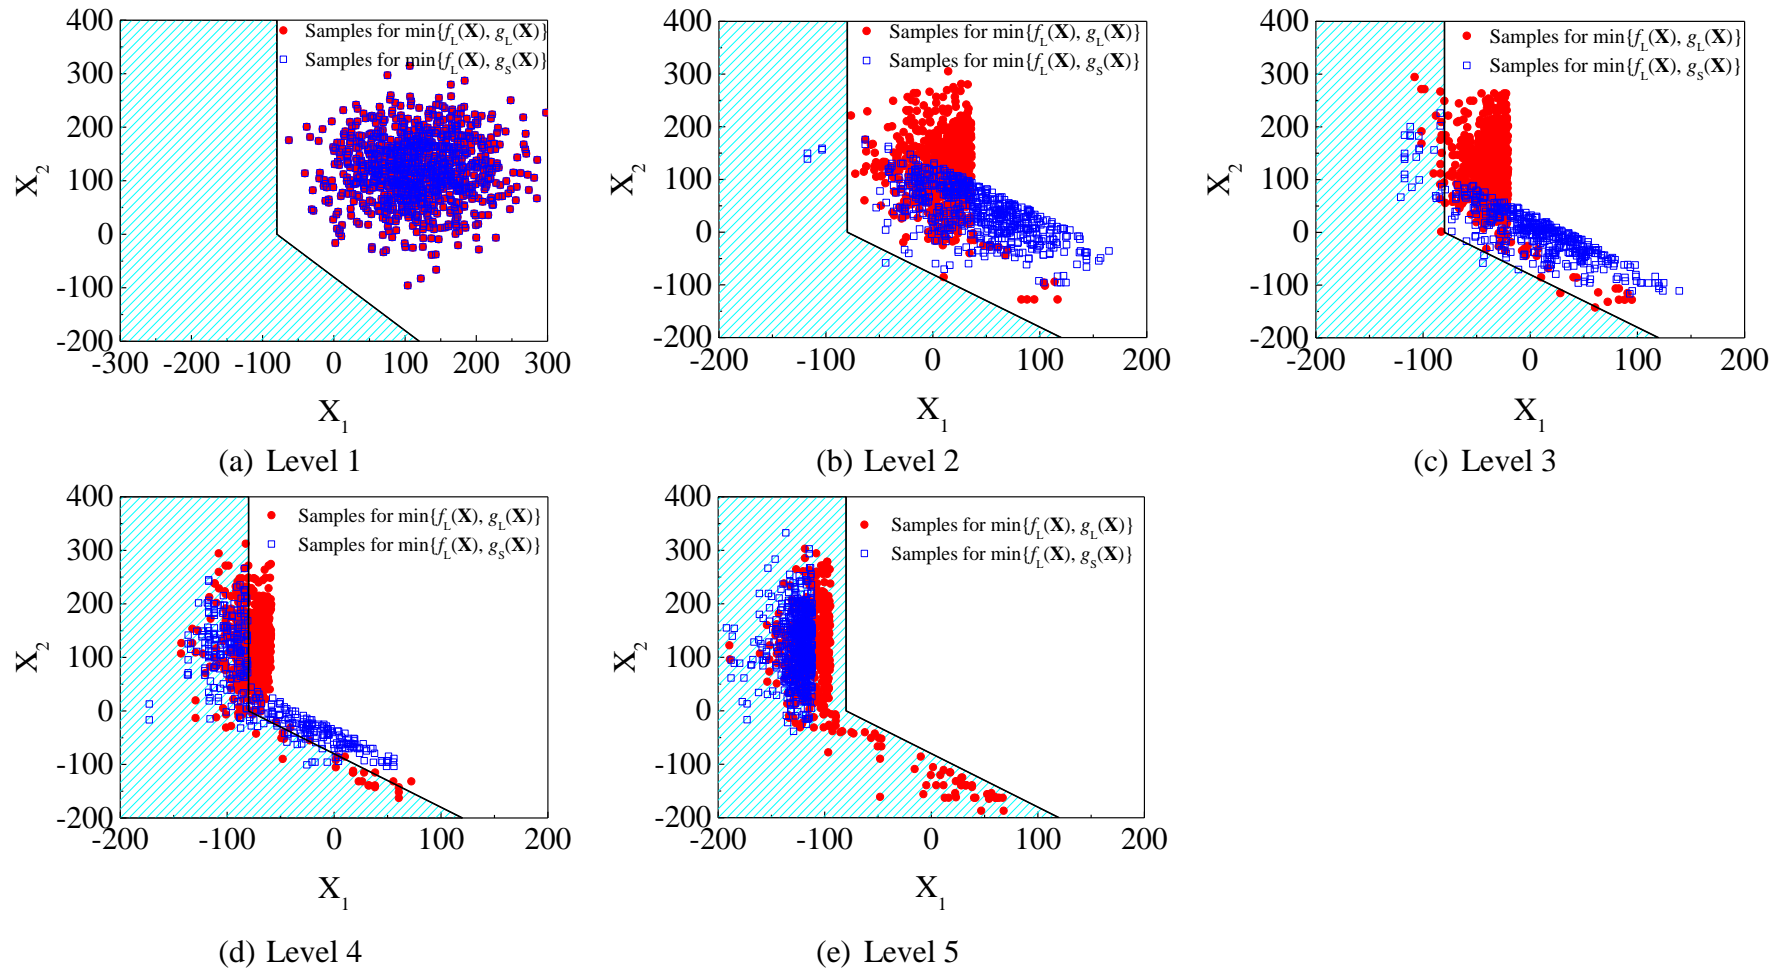 400
300
200
100
0
-100
-200
-300 -200 -100 0 100 200 300
X2
X1
Samples for min{fL(X), gL(X)}
Samples for min{fL(X), gS(X)}
(a) Level 1
400
300
200
100
0
-100
-200
-200 -100 0 100 200
X2
X1
Samples for min{fL(X), gL(X)}
Samples for min{fL(X), gS(X)}
(b) Level 2
400
300
200
100
0
-100
-200
-200 -100 0 100 200
X2
X1
Samples for min{fL(X), gL(X)}
Samples for min{fL(X), gS(X)}
(c) Level 3
400
300
200
100
0
-100
-200
-200 -100 0 100 200
X2
X1
Samples for min{fL(X), gL(X)}
Samples for min{fL(X), gS(X)}
(d) Level 4
400
300
200
100
0
-100
-200
-200 -100 0 100 200
X2
X1
Samples for min{fL(X), gL(X)}
Samples for min{fL(X), gS(X)}
(e) Level 5